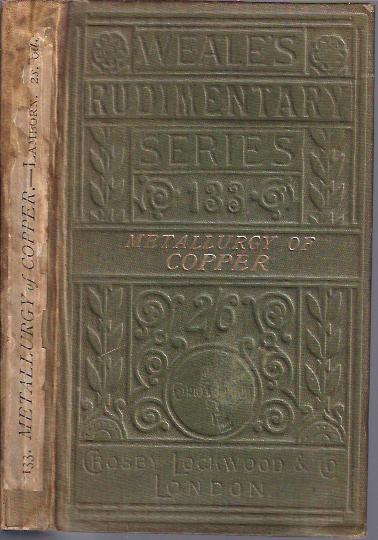 133. METALLURGY of COPPER.—LAMBORN. 2s. 6d.
WEALE'S
RUDIMENTARY
SERIES
133
METALLURGY OF
COPPER
2/6
CROSBY LOCKWOOD & Co
LONDON